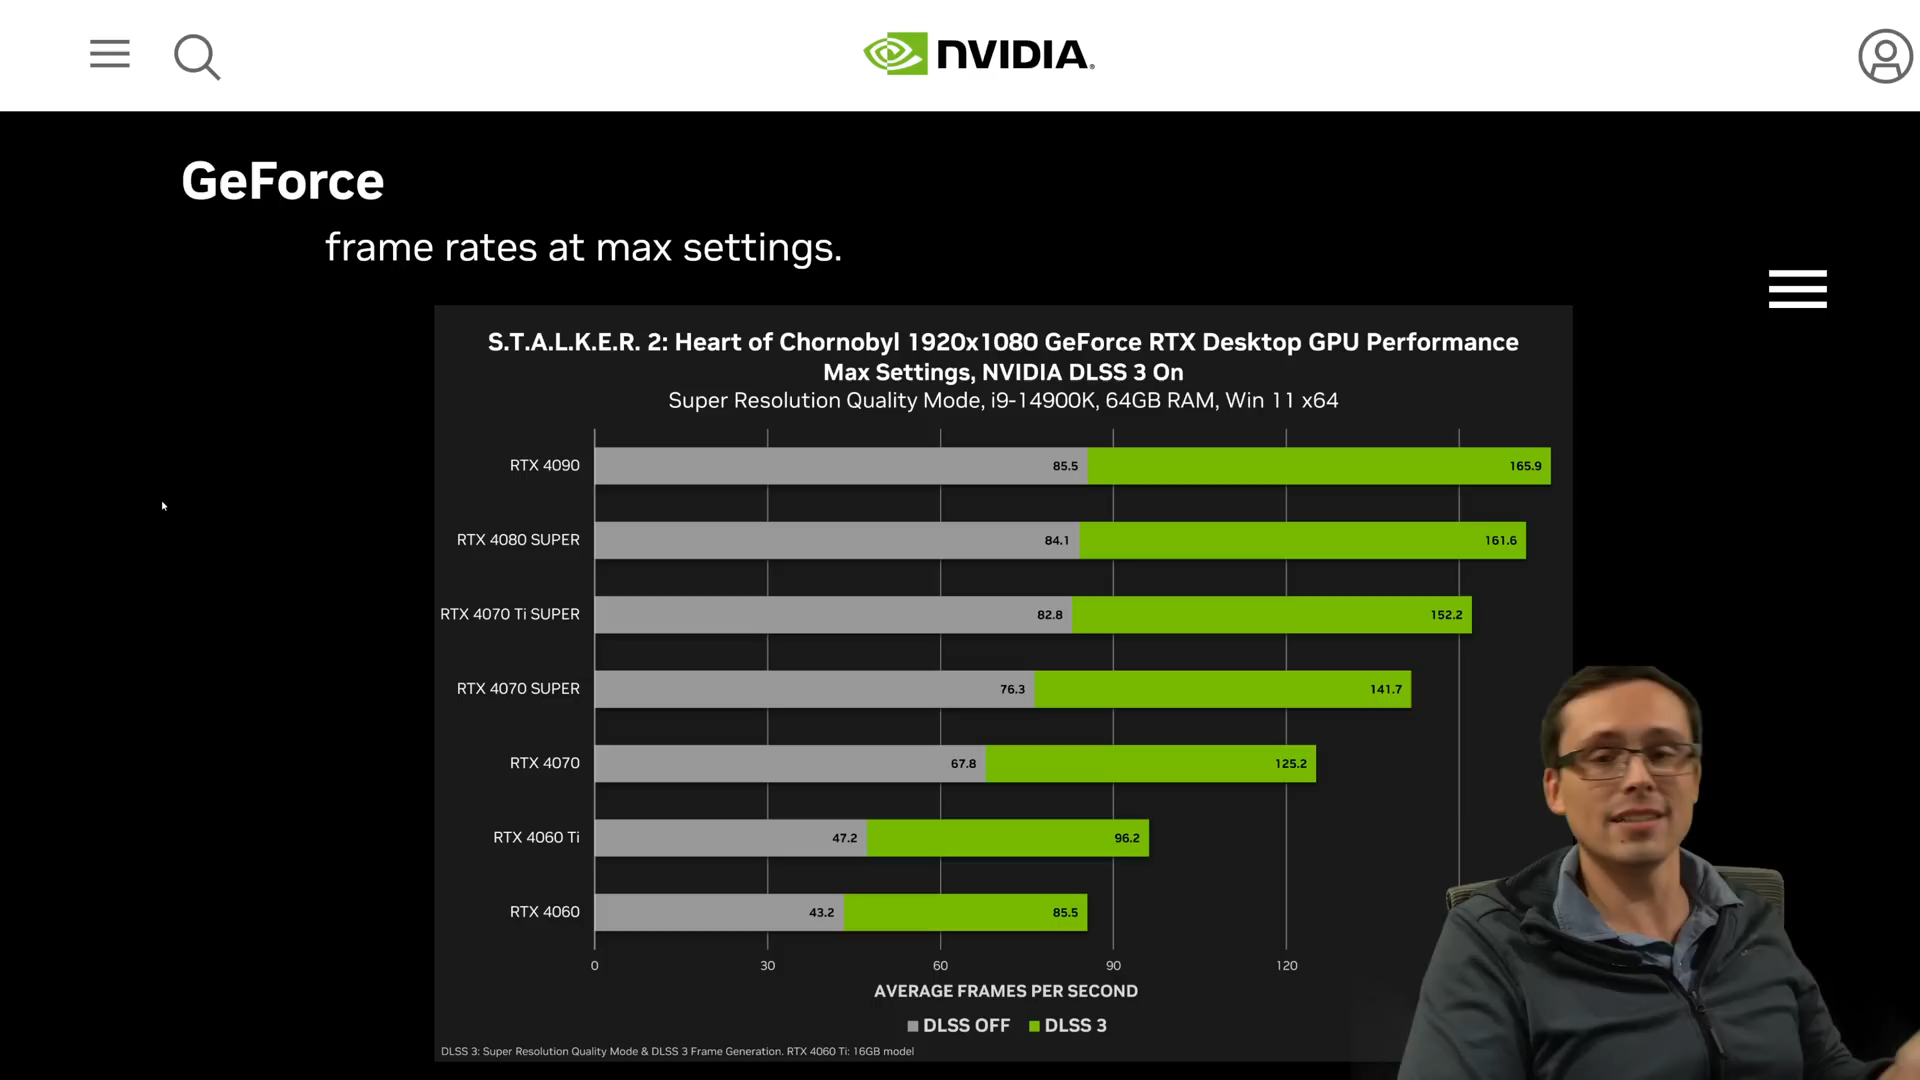 NVIDIA.
GeForce
frame rates at max settings.
S.T.A.L.K.E.R. 2: Heart of Chornobyl 1920x1080 GeForce RTX Desktop GPU Performance
Max Settings, NVIDIA DLSS 3 On
Super Resolution Quality Mode, i9-14900K, 64GB RAM, Win 11 x64
RTX 4090 85.5 165.9
RTX 4080 SUPER 84.1 161.6
RTX 4070 Ti SUPER 82.8 152.2
RTX 4070 SUPER 76.3 141.7
RTX 4070 67.8 125.2
RTX 4060 Ti 47.2 96.2
RTX 4060 43.2 85.5
0 30 60 90 120
AVERAGE FRAMES PER SECOND
DLSS OFF DLSS 3
DLSS 3: Super Resolution Quality Mode & DLSS 3 Frame Generation. RTX 4060 Ti: 16GB model